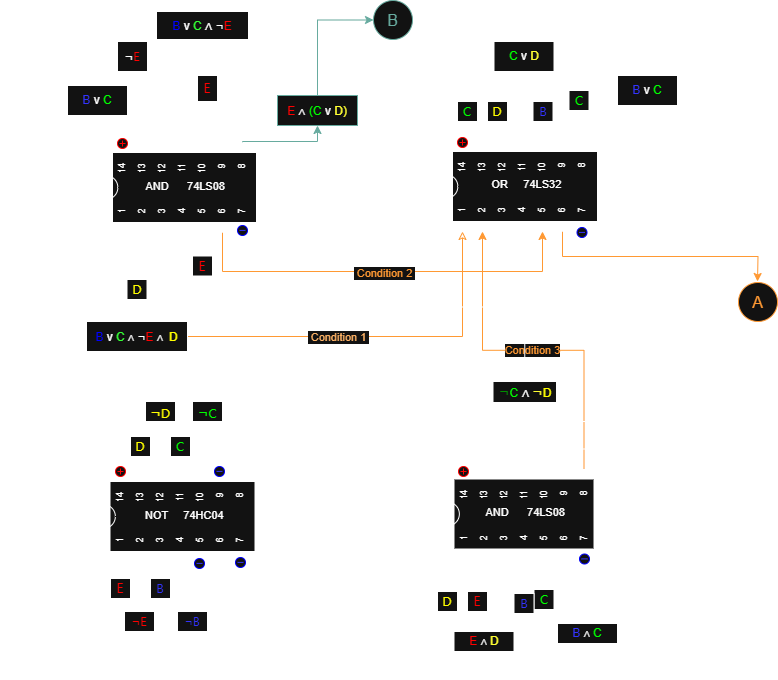 B
B v C ∧ ¬E
¬E
C v D
E
B v C
B v C
E ∧ (C v D)
C D B C
14 13 12 11 10 9 8
AND 74LS08
1 2 3 4 5 6 7
14 13 12 11 10 9 8
OR 74LS32
1 2 3 4 5 6 7
E
Condition 2
D
A
B v C ∧ ¬E ∧ D
Condition 1
Condition 3
¬C ∧ ¬D
¬D ¬C
D C
14 13 12 11 10 9 8
NOT 74HC04
1 2 3 4 5 6 7
14 13 12 11 10 9 8
AND 74LS08
1 2 3 4 5 6 7
E B
D E B C
¬E ¬B
E ∧ D
B ∧ C